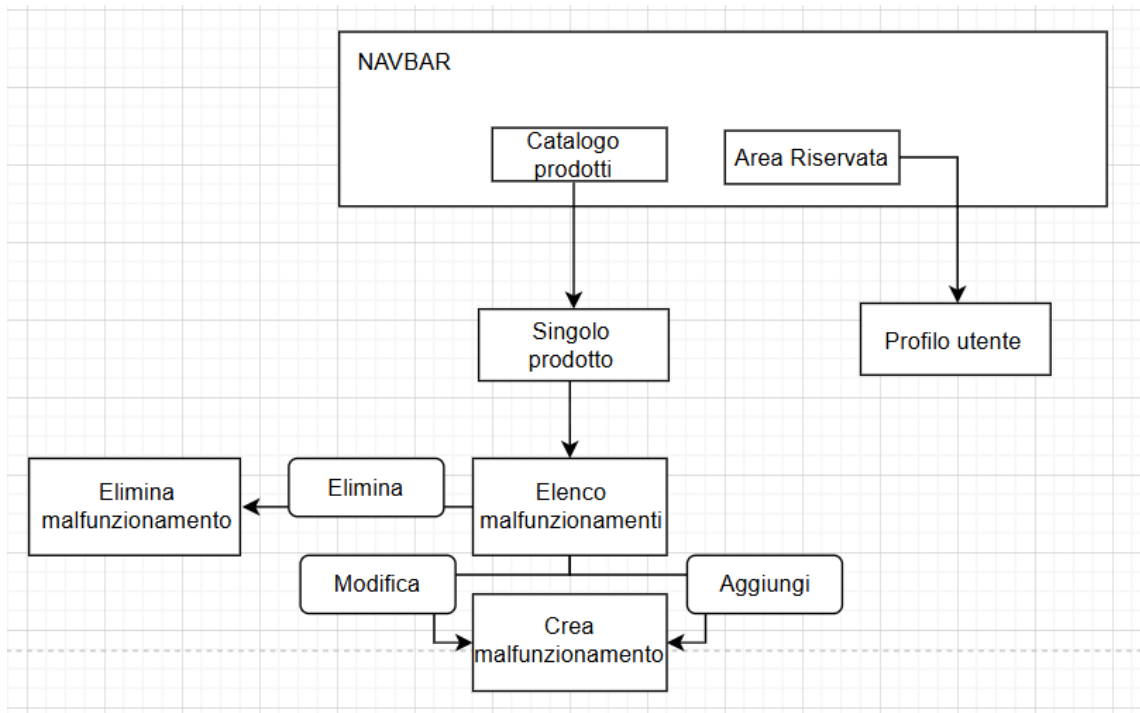 NAVBAR
Catalogo
prodotti
Area Riservata
Singolo
prodotto
Profilo utente
Elimina
malfunzionamento
Elimina
Elenco
malfunzionamenti
Modifica
Aggiungi
Crea
malfunzionamento